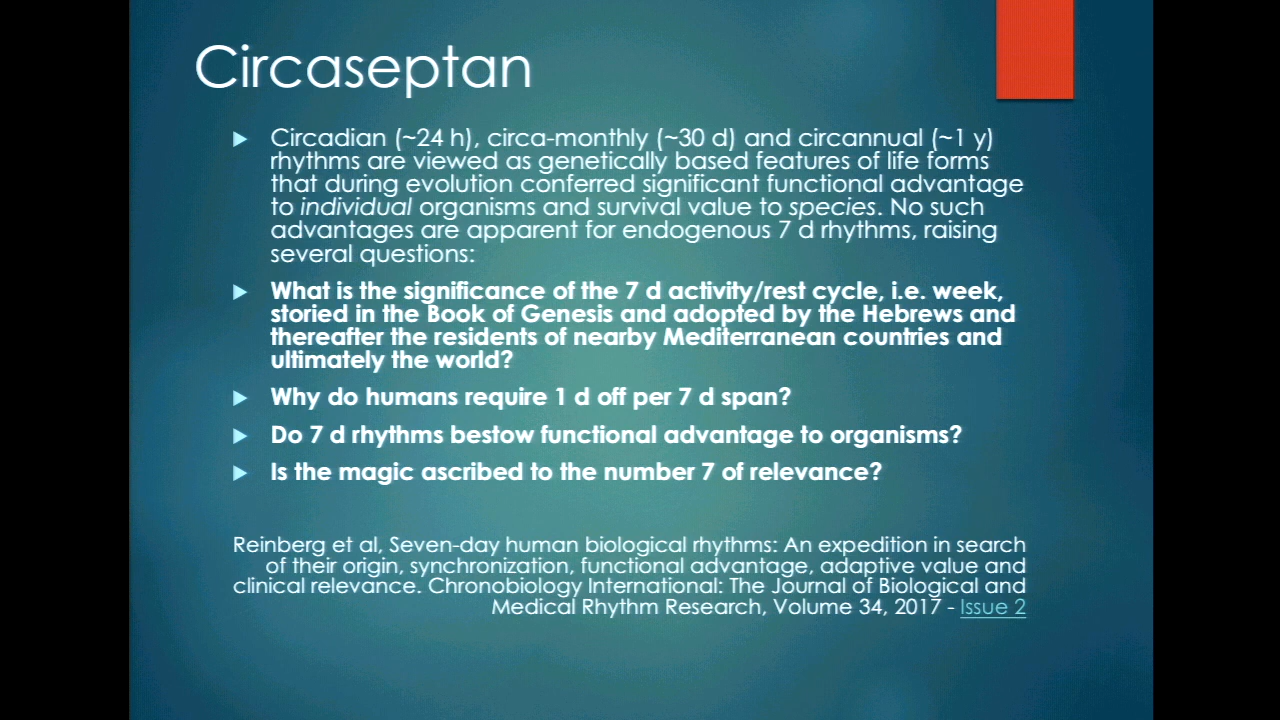 Circaseptan
Circadian (~24 h), circa-monthly (~30 d) and circannual (~1 y)
rhythms are viewed as genetically based features of life forms
that during evolution conferred significant functional advantage
to individual organisms and survival value to species. No such
advantages are apparent for endogenous 7 d rhythms, raising
several questions:
What is the significance of the 7 d activity/rest cycle, i.e. week,
storied in the Book of Genesis and adopted by the Hebrews and
thereafter the residents of nearby Mediterranean countries and
ultimately the world?
Why do humans require 1 d off per 7 d span?
Do 7 d rhythms bestow functional advantage to organisms?
Is the magic ascribed to the number 7 of relevance?
Reinberg et al, Seven-day human biological rhythms: An expedition in search
of their origin, synchronization, functional advantage, adaptive value and
clinical relevance. Chronobiology International: The Journal of Biological and
Medical Rhythm Research, Volume 34, 2017 - Issue 2